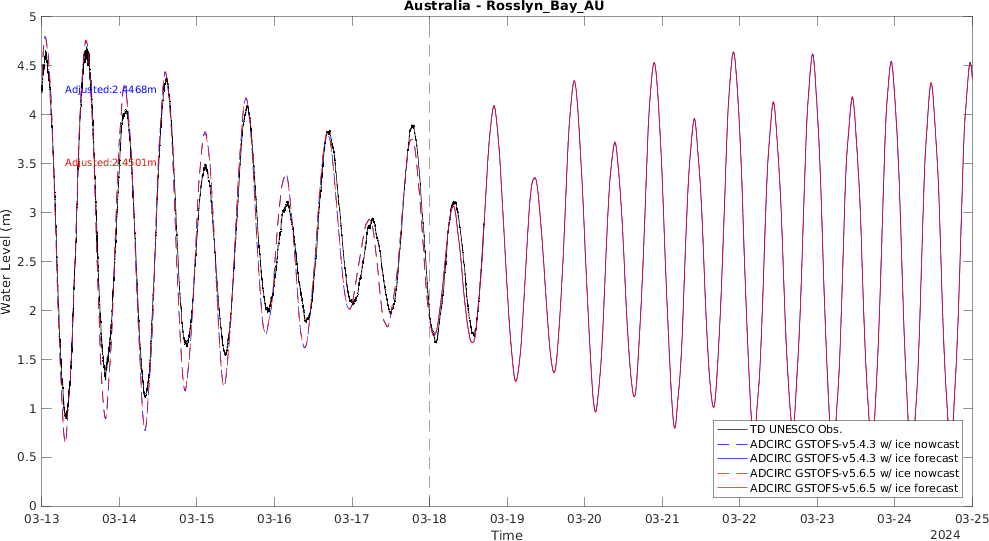 Australia - Rosslyn_Bay_AU
5
4.5
4
3.5
3
2.5
2
1.5
1
0.5
0
Water Level (m)
Adjusted:2.4468m
Adjusted:2.4501m
TD UNESCO Obs.
ADCIRC GSTOFS-v5.4.3 w/ ice nowcast
ADCIRC GSTOFS-v5.4.3 w/ ice forecast
ADCIRC GSTOFS-v5.6.5 w/ ice nowcast
ADCIRC GSTOFS-v5.6.5 w/ ice forecast
03-13 03-14 03-15 03-16 03-17 03-18 03-19 03-20 03-21 03-22 03-23 03-24 03-25
Time
2024